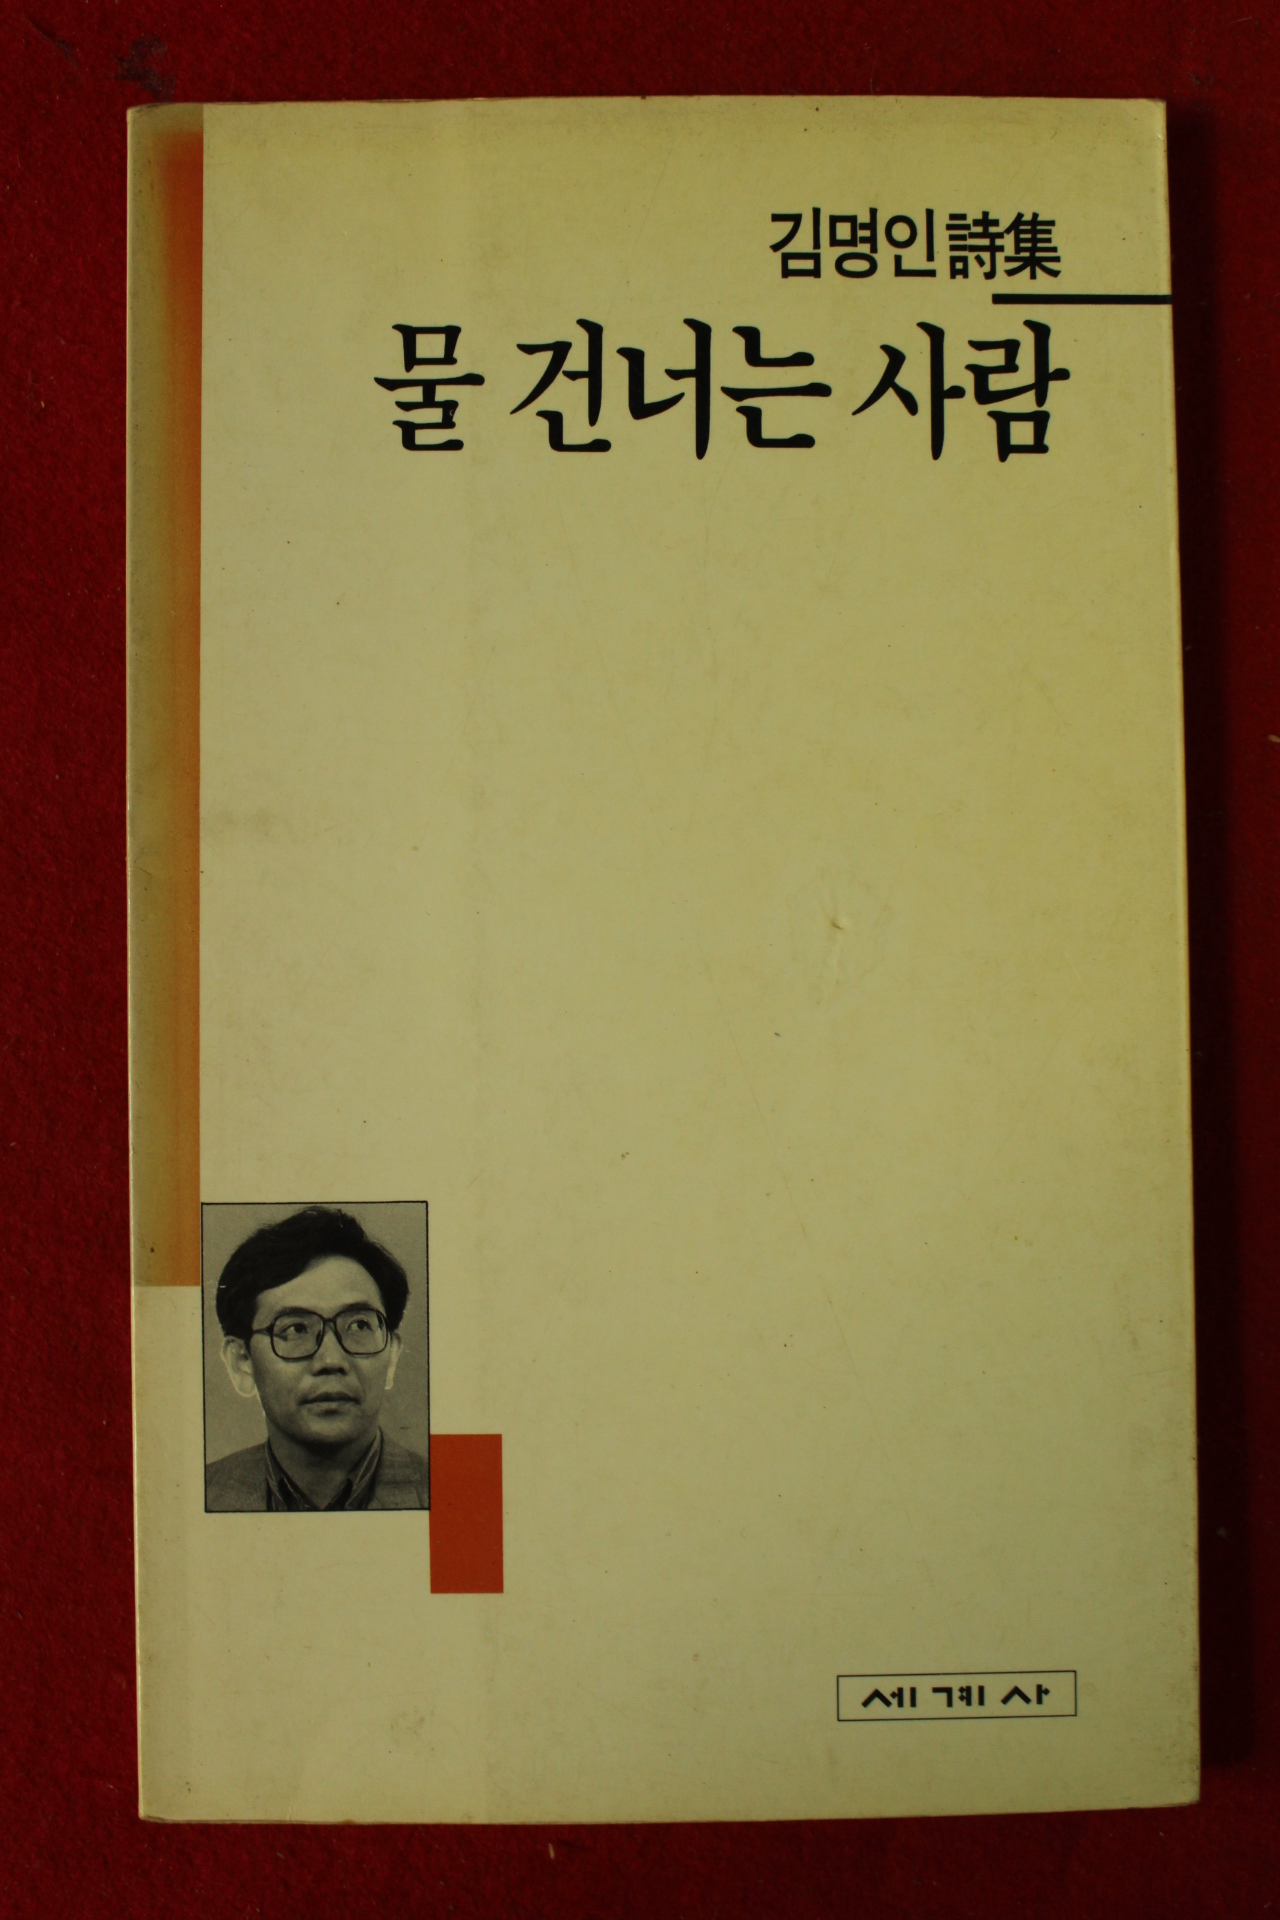 김명인詩集
물 건너는 사람
세계사